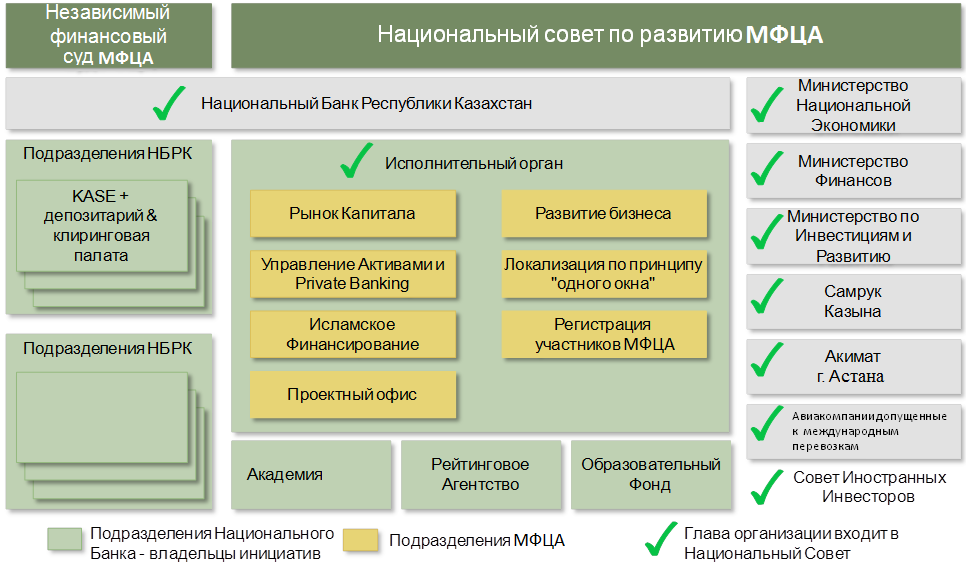 Независимый
финансовый
суд МФЦА
Национальный совет по развитию МФЦА
Национальный Банк Республики Казахстан
Министерство
Национальной
Экономики
Подразделения НБРК
KASE +
депозитарий &
клиринговая
палата
Исполнительный орган
Рынок Капитала
Развитие бизнеса
Управление Активами и
Private Banking
Локализация по принципу
"одного окна"
Исламское
Финансирование
Регистрация
участников МФЦА
Проектный офис
Министерство
Финансов
Министерство по
Инвестициям и
Развитию
Самрук
Казына
Акимат
г. Астана
Авиакомпании допущенные
к международным
перевозкам
Совет Иностранных
Инвесторов
Подразделения НБРК
Академия
Рейтинговое
Агентство
Образовательный
Фонд
Подразделения Национального
Банка - владельцы инициатив
Подразделения МФЦА
Глава организации входит в
Национальный Совет